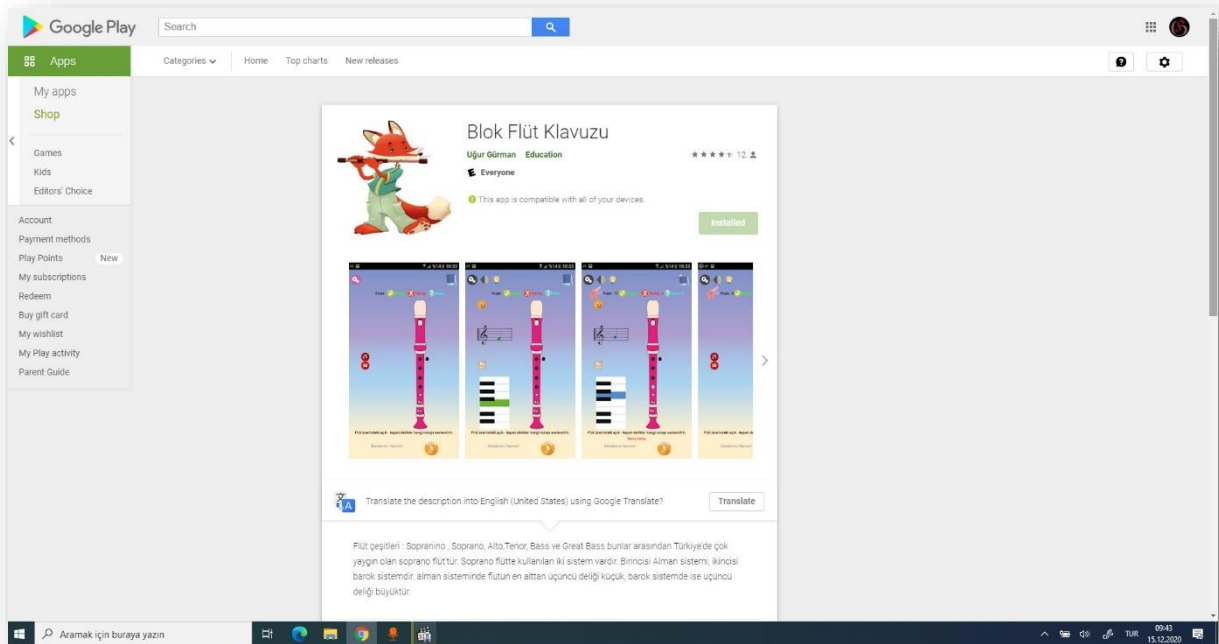 Google Play
Search
Apps
Categories
Home
Top charts
New releases
My apps
Shop
Games
Kids
Editors' Choice
Account
Payment methods
Play Points
New
My subscriptions
Redeem
Buy gift card
My wishlist
My Play activity
Parent Guide
Blok Flüt Klavuzu
Uğur Gürman
Education
12
E
Everyone
This app is compatible with all of your devices.
Installed
Translate the description into English (United States) using Google Translate?
Translate
Flüt çeşitleri : Sopranino , Soprano, Alto,Tenor, Bass ve Great Bass bunlar arasından Türkiye'de çok
yaygın olan soprano flüt'tür. Soprano flütte kullanılan iki sistem vardır. Birincisi Alman sistemi, ikincisi
barok sistemdir. alman sisteminde flütun en alttan üçüncü deliği küçük, barok sistemde ise uçuncü
deliği büyüktür.
Aramak için buraya yazın
TUR
09:43
15.12.2020